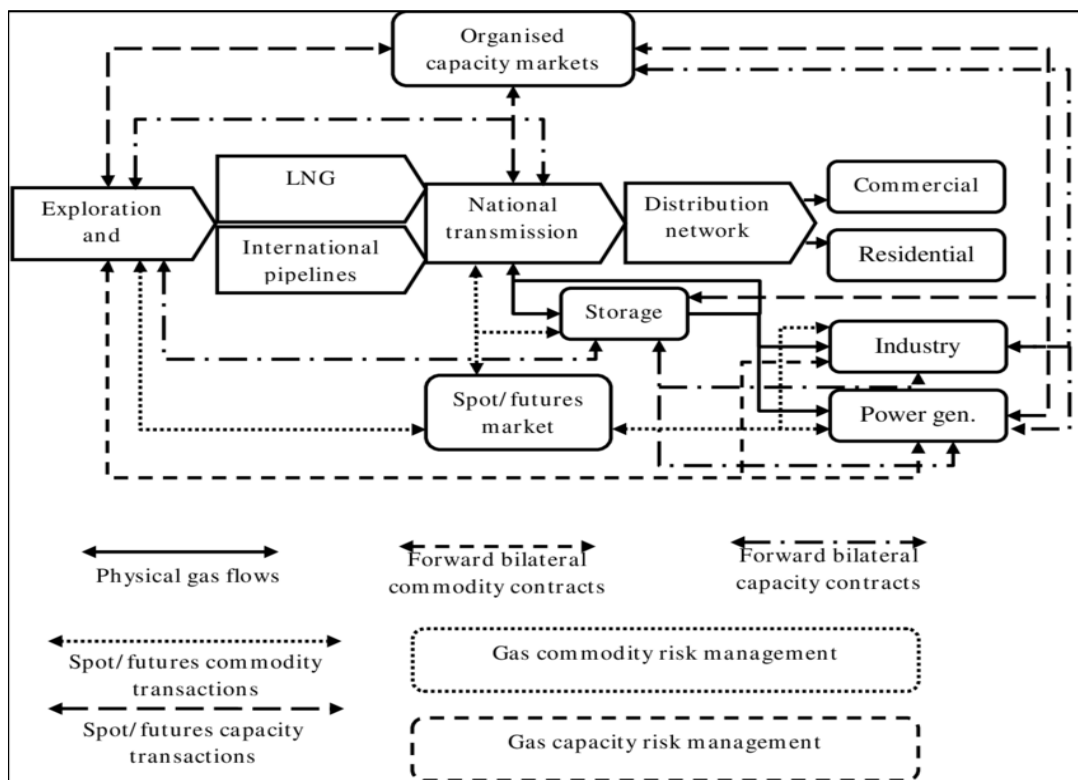 Organised
capacity markets
LNG
Exploration
and
International
pipelines
National
transmission
Distribution
network
Commercial
Residential
Storage
Industry
Spot/futures
market
Power gen.
Physical gas flows
Forward bilateral
commodity contracts
Forward bilateral
capacity contracts
Spot/futures commodity
transactions
Gas commodity risk management
Spot/futures capacity
transactions
Gas capacity risk management